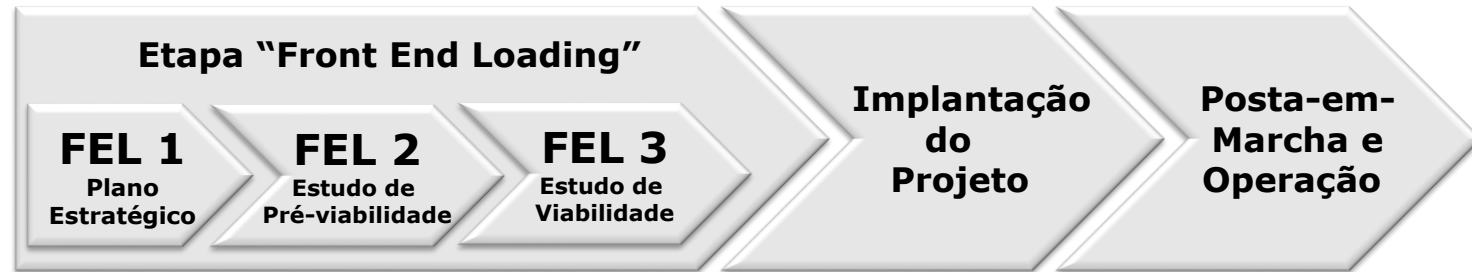 Etapa “Front End Loading”
FEL 1
Plano
Estratégico
FEL 2
Estudo de
Pré-viabilidade
FEL 3
Estudo de
Viabilidade
Implantação
do
Projeto
Posta-em-
Marcha e
Operação